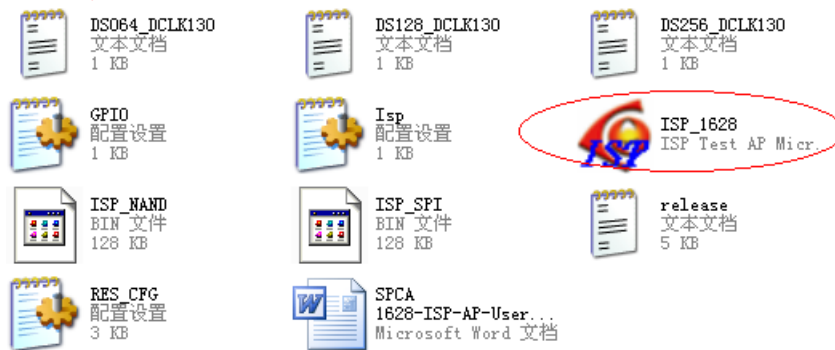 DS064_DCLK130
文本文档
1 KB
DS128_DCLK130
文本文档
1 KB
DS256_DCLK130
文本文档
1 KB
GPIO
配置设置
1 KB
Isp
配置设置
1 KB
ISP
ISP_1628
ISP Test AP Micr.
ISP_NAND
BIN 文件
128 KB
ISP_SPI
BIN 文件
128 KB
release
文本文档
5 KB
RES_CFG
配置设置
3 KB
W
SPCA
1628-ISP-AP-User...
Microsoft Word 文档